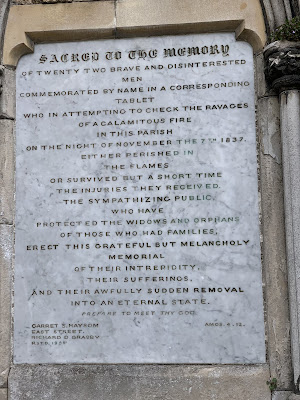 SACRED TO THE MEMORY
OF TWENTY TWO BRAVE AND DISINTERESTED
MEN
COMMEMORATED BY NAME IN A CORRESPONDING
TABLET
WHO IN ATTEMPTING TO CHECK THE RAVAGES
OF A CALAMITOUS FIRE
IN THIS PARISH
ON THE NIGHT OF NOVEMBER THE 7TH 1837.
EITHER PERISHED IN
THE FLAMES
OR SURVIVED BUT A SHORT TIME
THE INJURIES THEY RECEIVED.
THE SYMPATHIZING PUBLIC,
WHO HAVE
PROTECTED THE WIDOWS AND ORPHANS
OF THOSE WHO HAD FAMILIES,
ERECT THIS GRATEFUL BUT MELANCHOLY
MEMORIAL
OF THEIR INTREPIDITY,
THEIR SUFFERINGS,
AND THEIR AWFULLY SUDDEN REMOVAL
INTO AN ETERNAL STATE.
PREPARE TO MEET THY GOD.
AMOS 4. 12.
GARRET S.
EAST STREET.
RICHARD D. GRASBY.